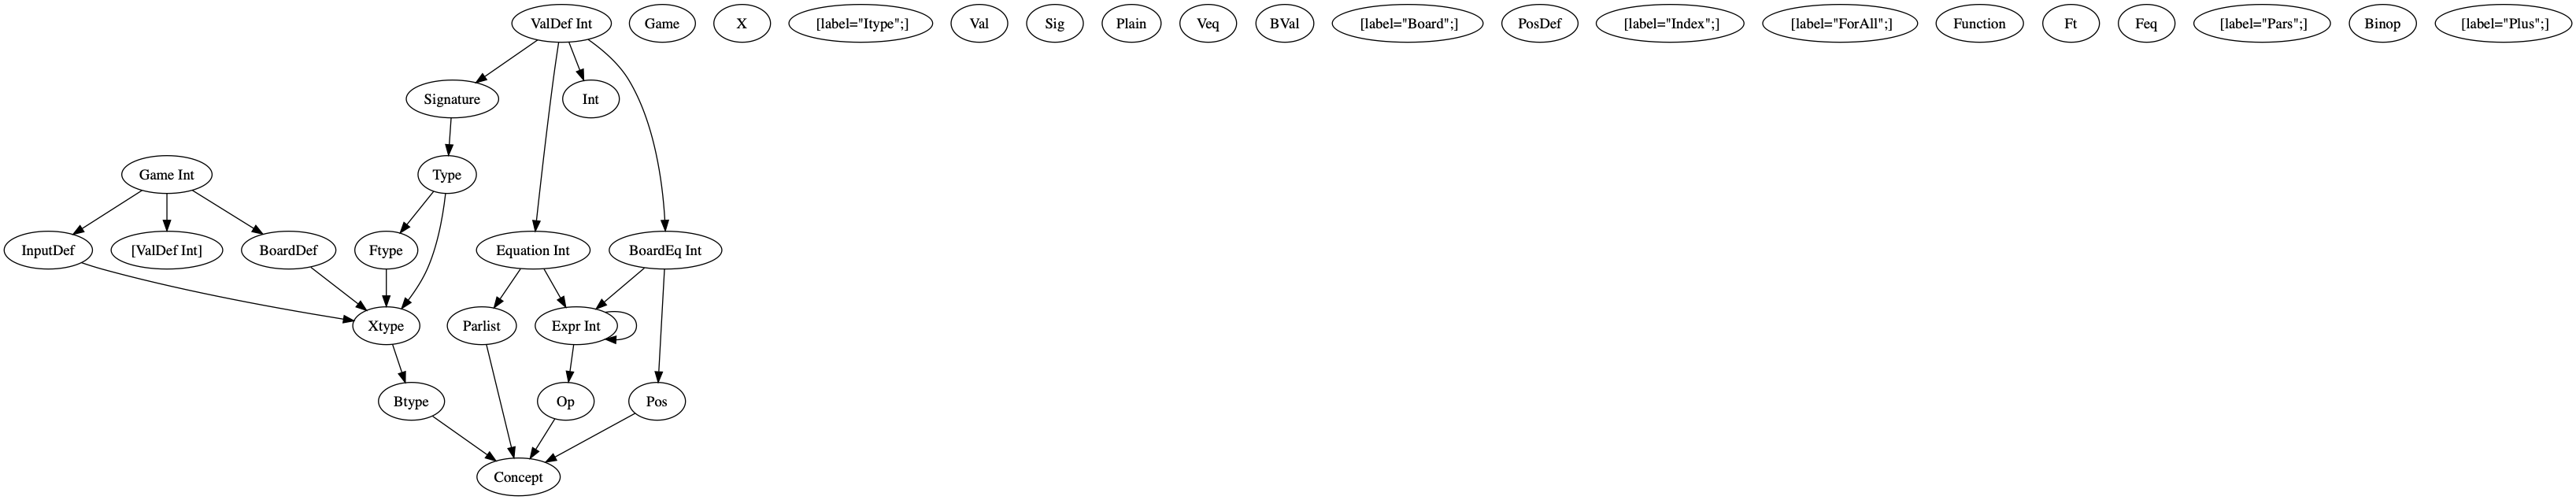 ValDef Int
Game
X
[label="Itype";]
Val
Sig
Plain
Veq
BVal
[label="Board";]
PosDef
[label="Index";]
[label="ForAll";]
Function
Ft
Feq
[label="Pars";]
Binop
[label="Plus";]
Signature
Int
Game Int
Type
InputDef
[ValDef Int]
BoardDef
Ftype
Equation Int
BoardEq Int
Xtype
Parlist
Expr Int
Btype
Op
Pos
Concept